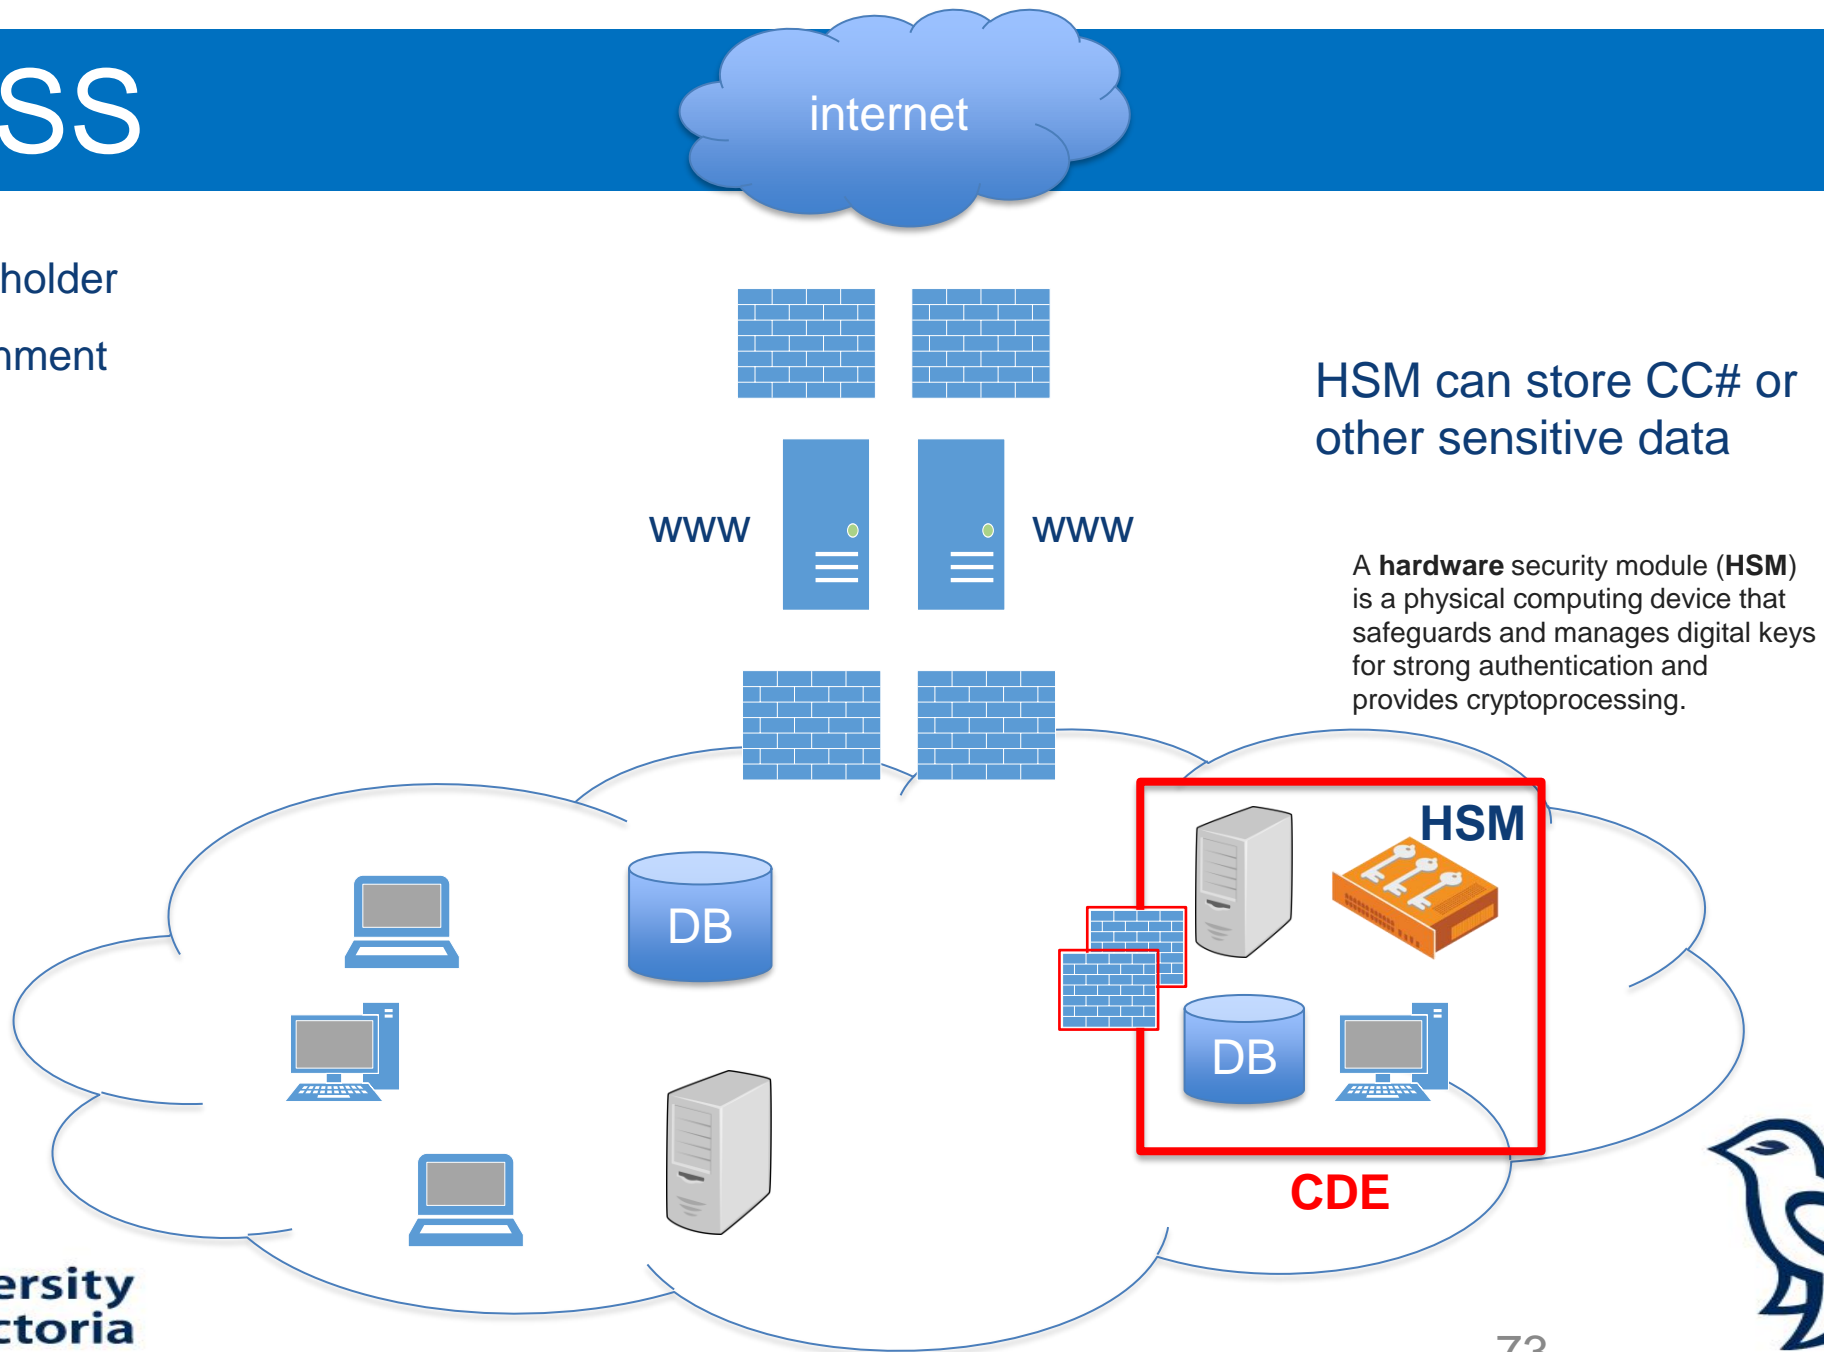 SS
internet
holder
nment
HSM can store CC# or
other sensitive data
www
www
A hardware security module (HSM)
is a physical computing device that
safeguards and manages digital keys
for strong authentication and
provides cryptoprocessing.
HSM
DB
DB
CDE
ersity
ctoria
73